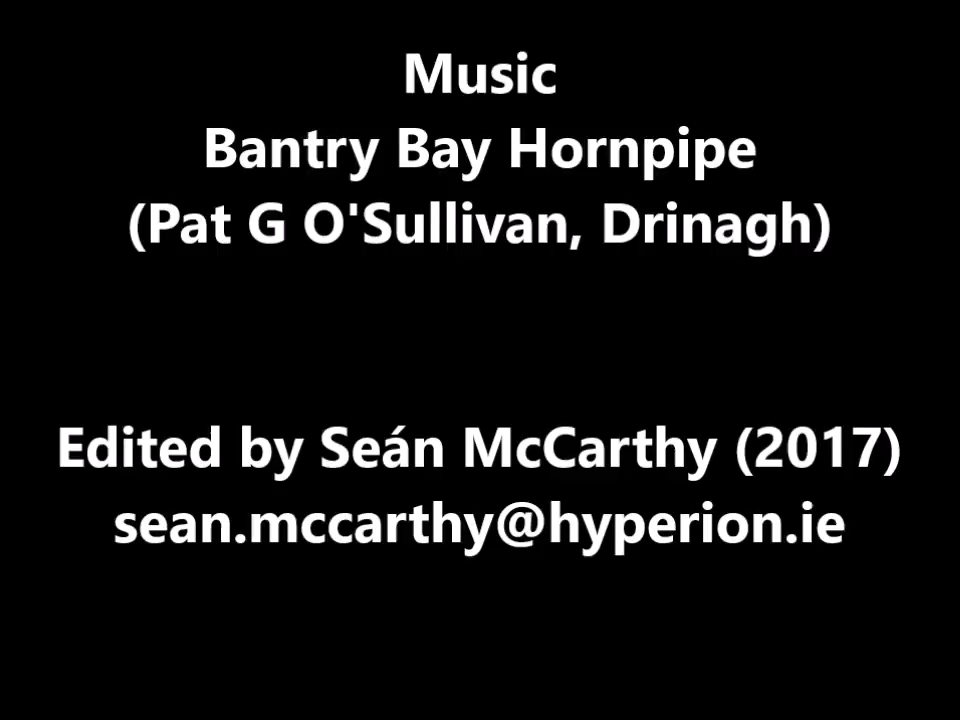 Music
Bantry Bay Hornpipe
(Pat G O'Sullivan, Drinagh)
Edited by Seán McCarthy (2017)
sean.mccarthy@hyperion.ie